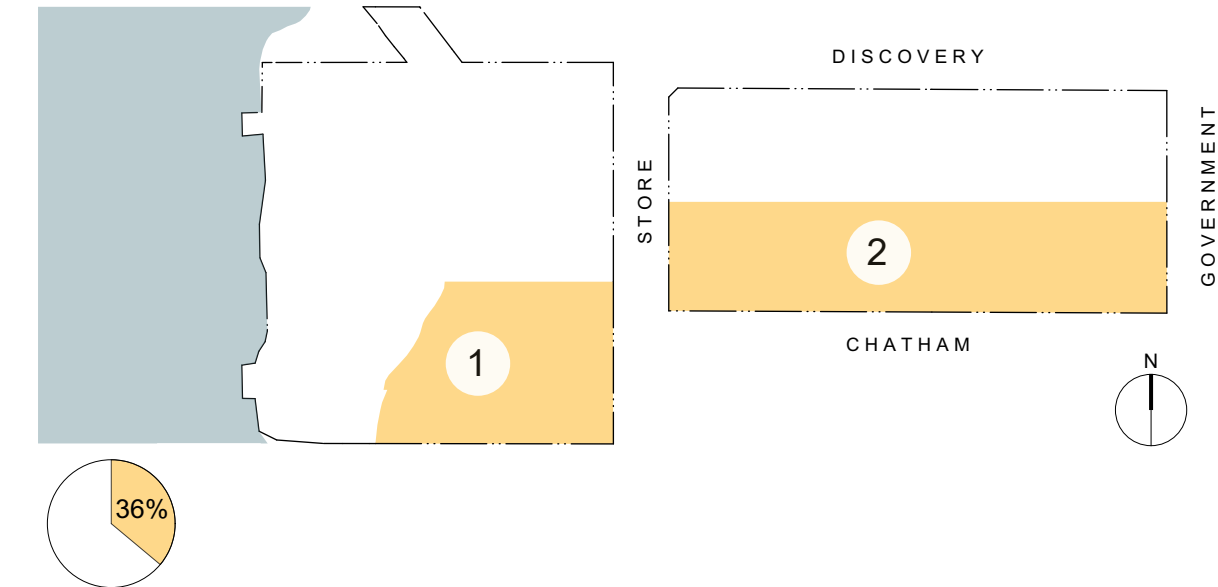 DISCOVERY
STORE
GOVERNMENT
2
1
CHATHAM
N
36%